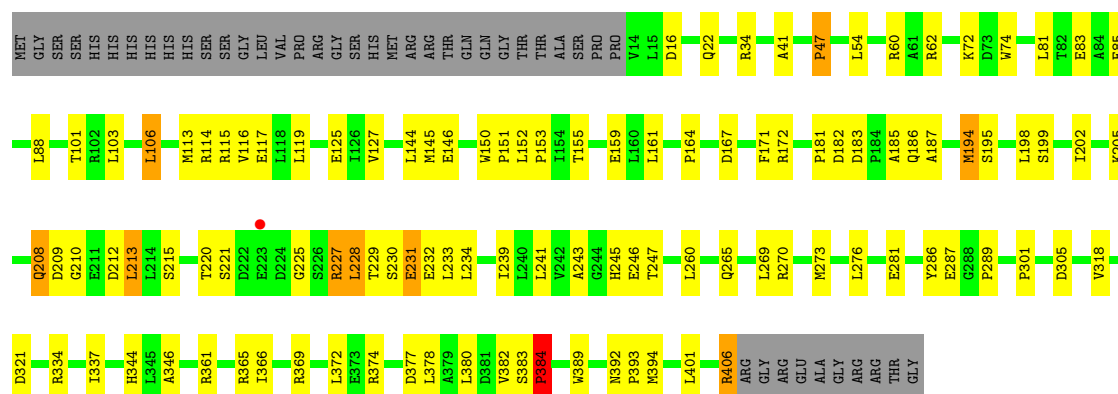 MET GLY SER SER HIS HIS HIS HIS HIS HIS SER SER GLY LEU VAL PRO ARG GLY SER HIS MET ARG ARG THR GLN GLN GLY THR THR ALA SER PRO PRO V14 L15 D16 Q22 R34 A41 P47 L54 R60 A61 R62 K72 D73 W74 L81 T82 E83 A84
L88 T101 R102 L103 L106 M113 R114 R115 V116 E117 L118 L119 E125 I126 V127 L144 M145 E146 W150 P151 L152 P153 I154 T155 E159 L160 L161 P164 D167 F171 R172 P181 D182 D183 P184 A185 Q186 A187 M194 S195 L198 S199 I202
Q208 D209 G210 E211 D212 L213 L214 S215 T220 S221 D222 E223 D224 G225 S226 R227 L228 T229 S230 E231 E232 L233 L234 I239 L240 L241 V242 A243 G244 H245 E246 T247 L260 Q265 L269 R270 M273 L276 E281 Y286 E287 G288 P289 P301 D305 V318
D321 R334 I337 H344 L345 A346 R361 R365 I366 R369 L372 E373 R374 D377 L378 A379 L380 D381 V382 S383 P384 W389 N392 P393 M394 L401 R406 ARG GLY ARG GLU ALA GLY ARG ARG THR GLY